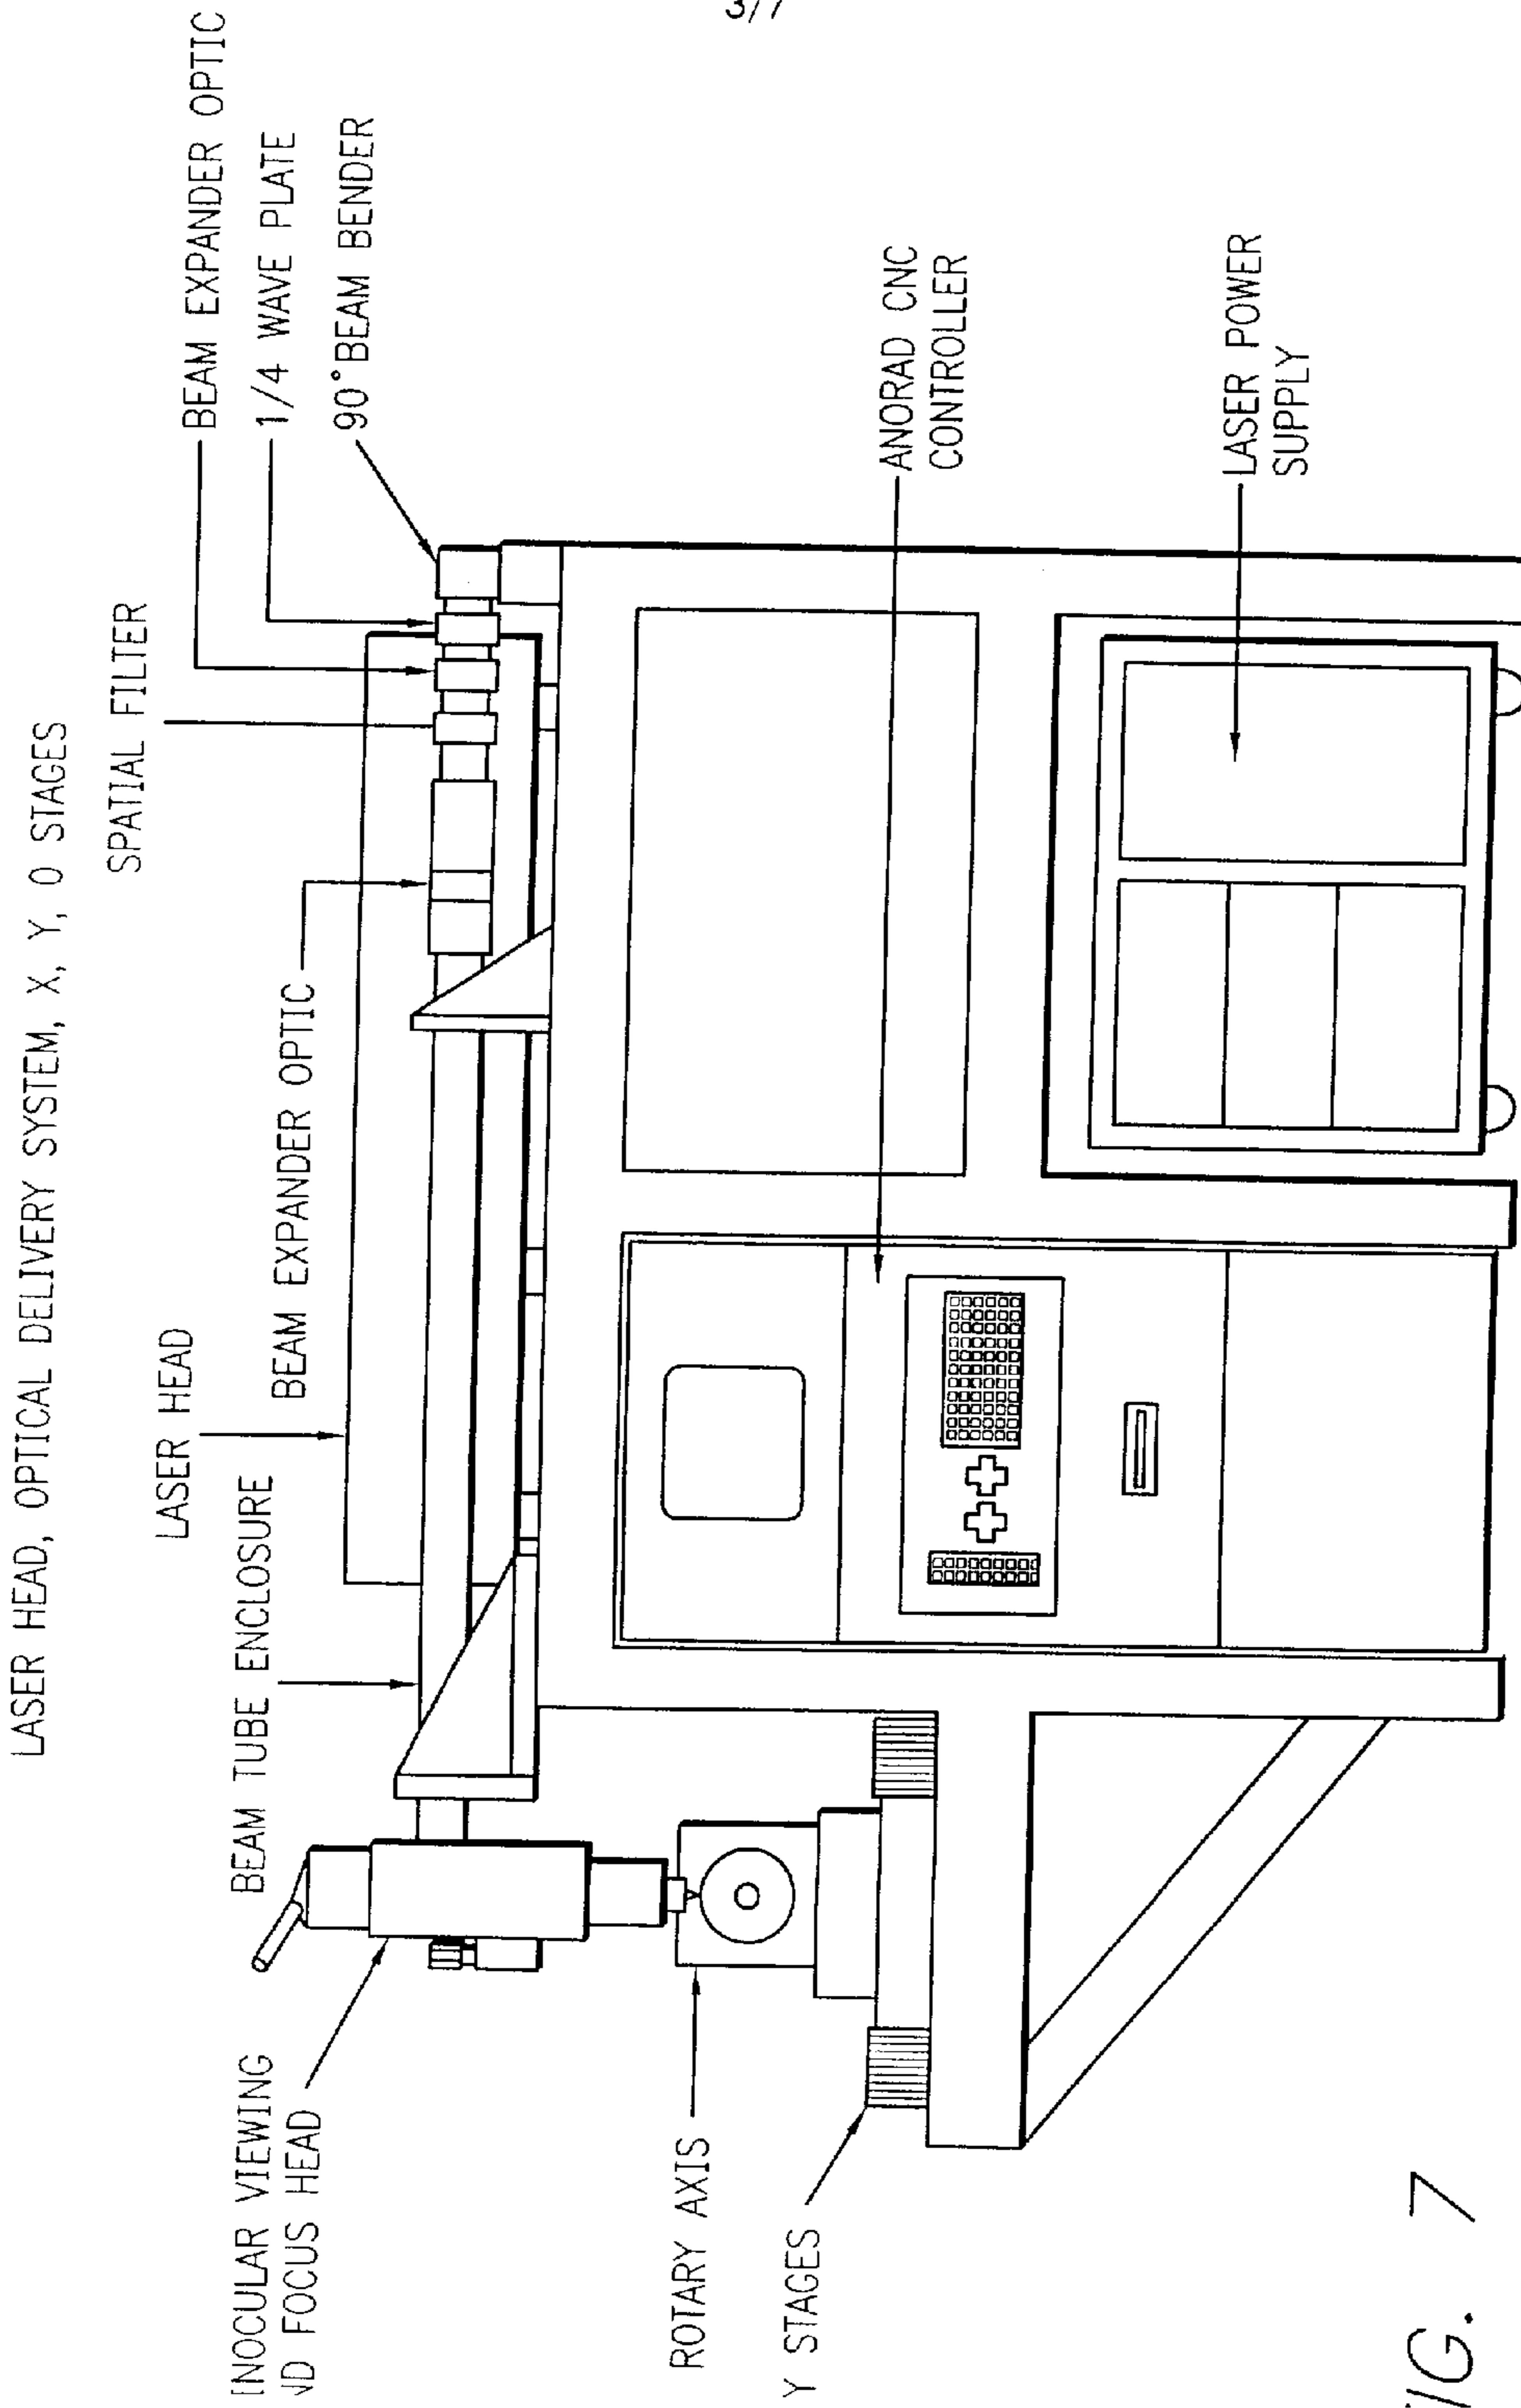 3/7
LASER HEAD, OPTICAL DELIVERY SYSTEM, X, Y, 0 STAGES
SPATIAL FILTER
BEAM EXPANDER OPTIC
1/4 WAVE PLATE
90° BEAM BENDER
LASER HEAD
BEAM EXPANDER OPTIC
BEAM TUBE ENCLOSURE
INOCULAR VIEWING
ND FOCUS HEAD
ROTARY AXIS
Y STAGES
ANORAD CNC
CONTROLLER
LASER POWER
SUPPLY
IG. 7